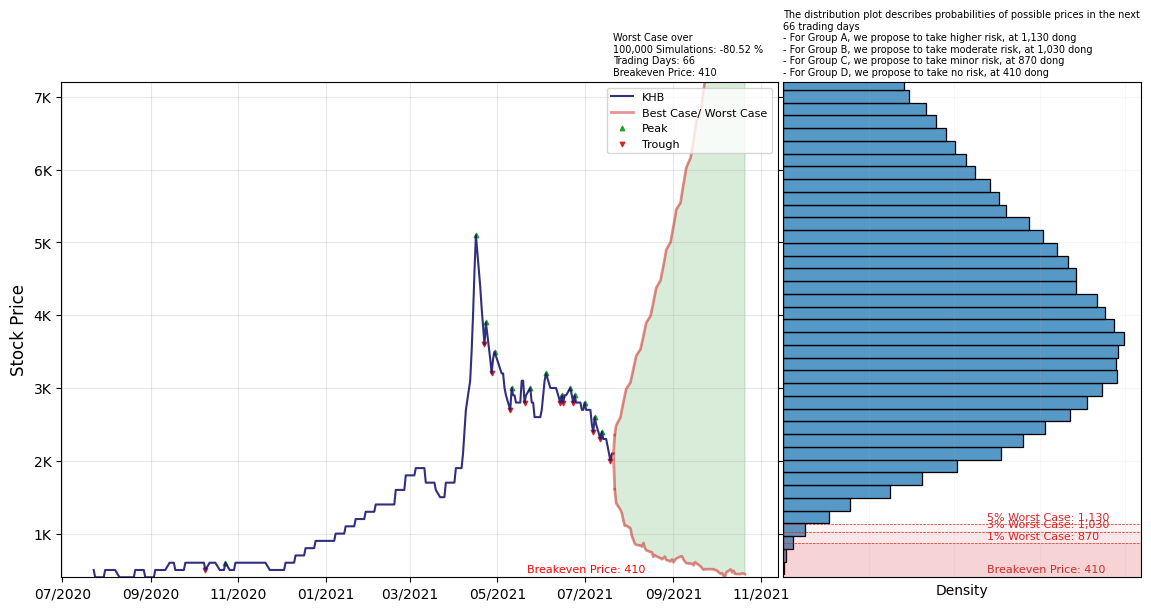 The distribution plot describes probabilities of possible prices in the next
66 trading days
- For Group A, we propose to take higher risk, at 1,130 dong
- For Group B, we propose to take moderate risk, at 1,030 dong
- For Group C, we propose to take minor risk, at 870 dong
- For Group D, we propose to take no risk, at 410 dong
Worst Case over
100,000 Simulations: -80.52 %
Trading Days: 66
Breakeven Price: 410
KHB
Best Case/ Worst Case
Peak
Trough
Stock Price
7K
6K
5K
4K
3K
2K
1K
5% Worst Case: 1,130
3% Worst Case: 1,030
1% Worst Case: 870
Breakeven Price: 410
Breakeven Price: 410
07/2020
09/2020
11/2020
01/2021
03/2021
05/2021
07/2021
09/2021
11/2021
Density